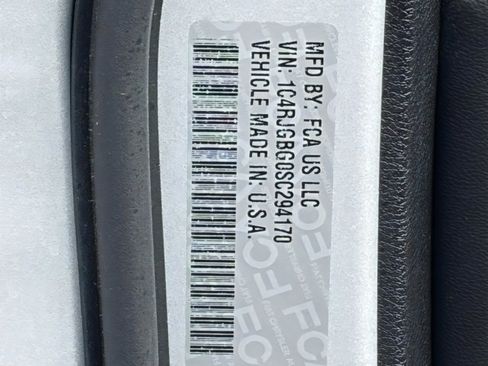 MFD BY: FCA US LLC
VIN: 1C4RJGBG0SC294170
VEHICLE MADE IN: U.S.A.